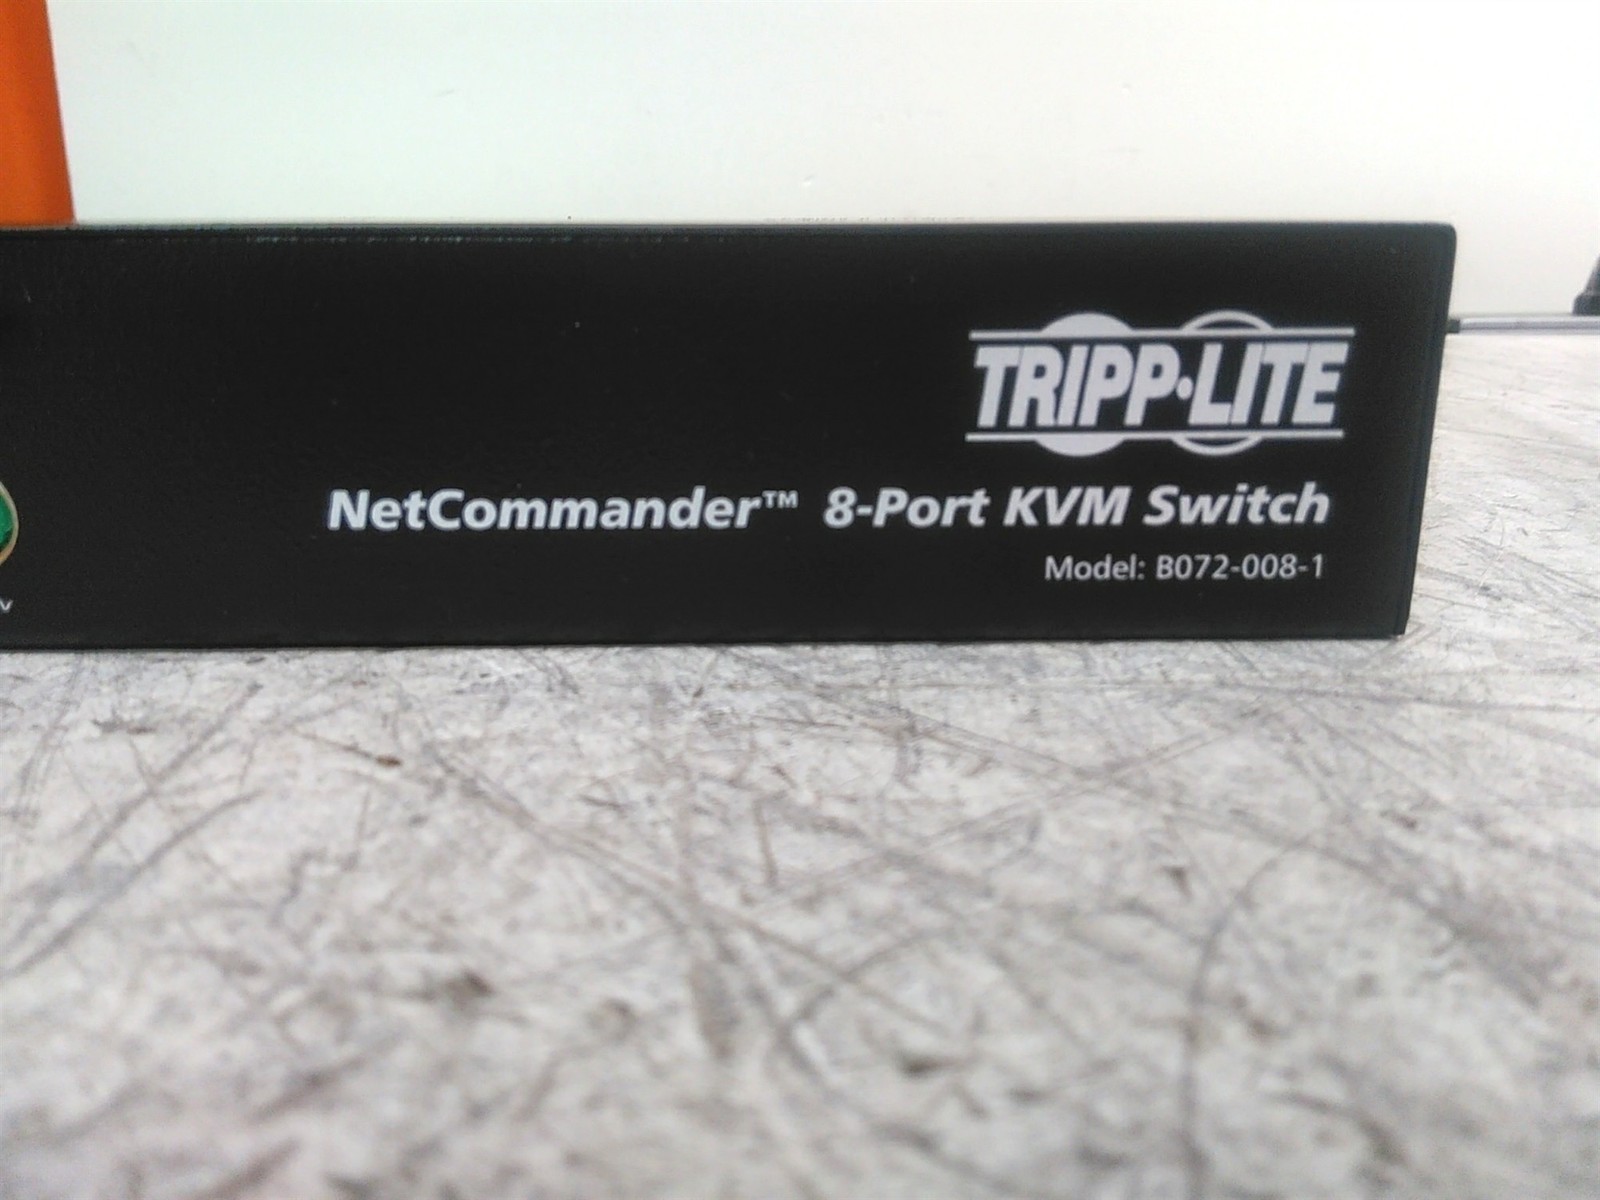 TRIPP·LITE
NetCommander™ 8-Port KVM Switch
Model: B072-008-1